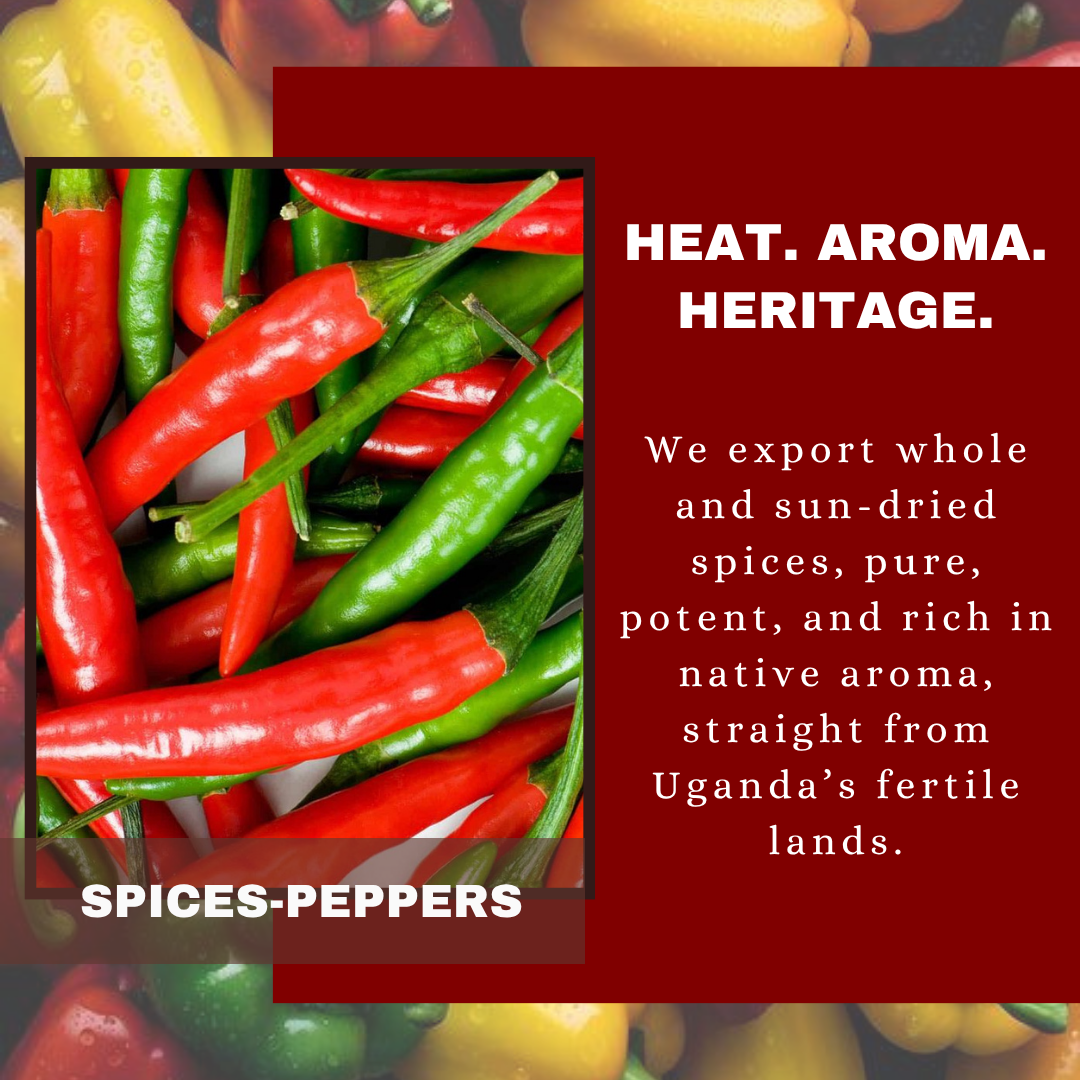 HEAT. AROMA.
HERITAGE.
We export whole
and sun-dried
spices, pure,
potent, and rich in
native aroma,
straight from
Uganda’s fertile
lands.
SPICES-PEPPERS